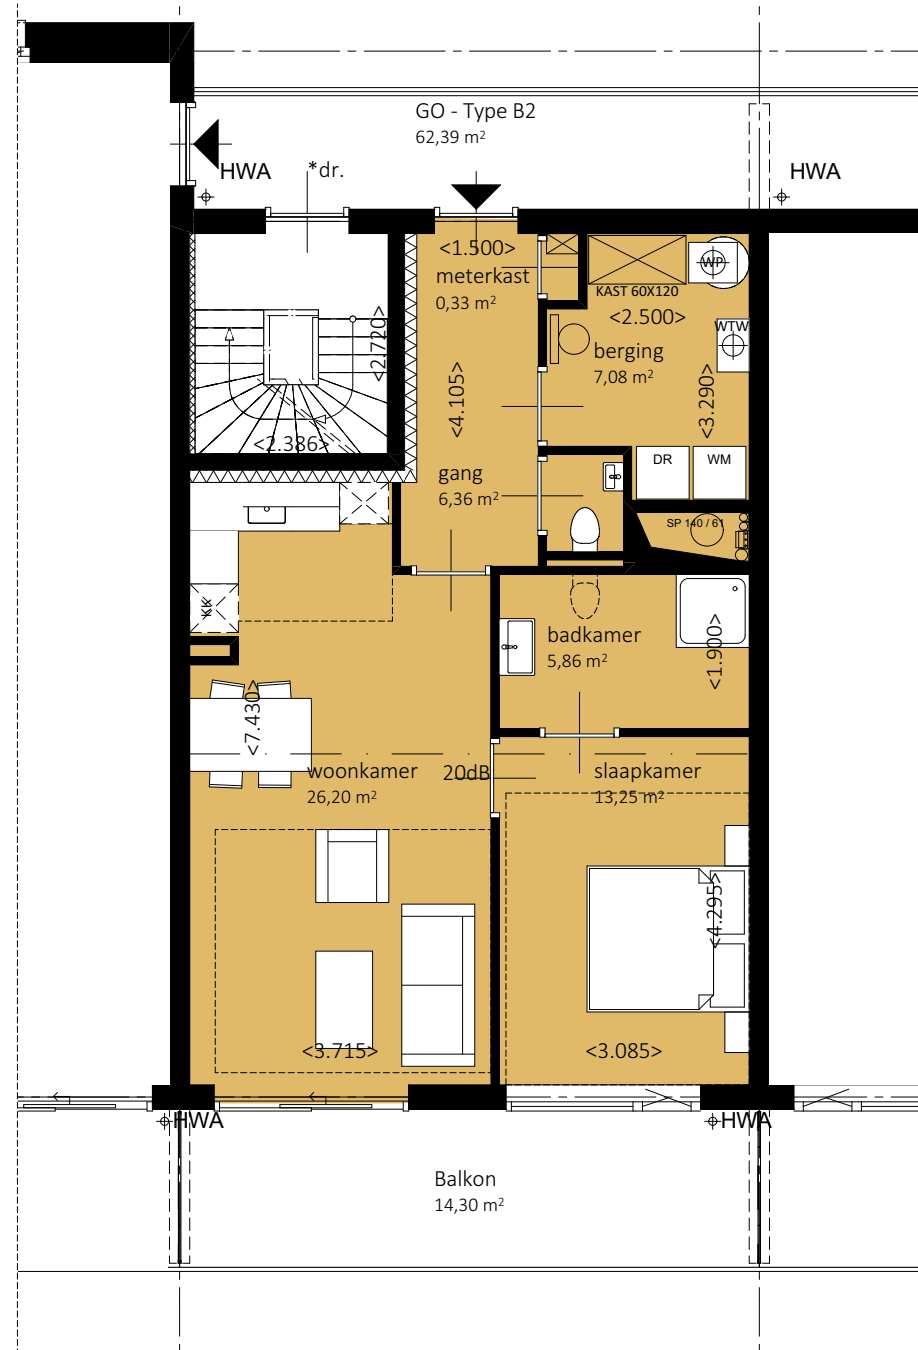 GO - Type B2
62,39 m²
HWA
*dr.
HWA
<1.500>
meterkast
0,33 m²
WP
KAST 60X120
<2.500>
WTW
berging
7,08 m²
<2.720>
<4.105>
<3.290>
<2.386>
gang
6,36 m²
DR
WM
SP 140 / 61
KK
badkamer
5,86 m²
<1.900>
<7.430>
woonkamer
26,20 m²
20dB
slaapkamer
13,25 m²
<4.295>
<3.715>
<3.085>
HWA
HWA
Balkon
14,30 m²